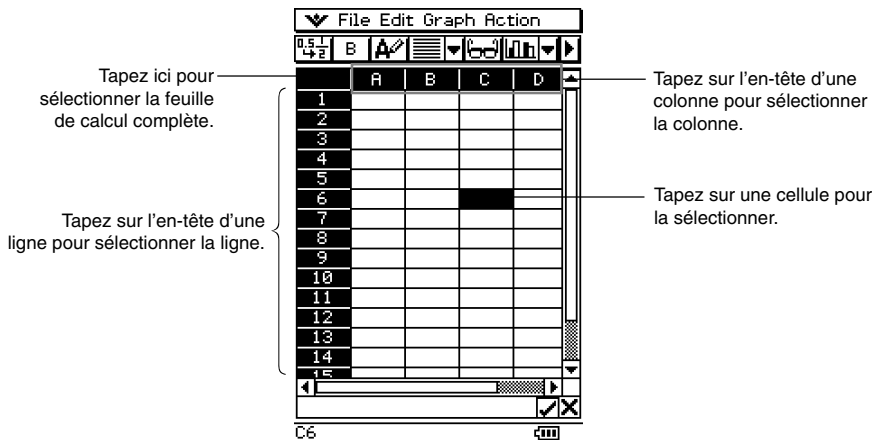 File Edit Graph Action
B
Tapez ici pour
sélectionner la feuille
de calcul complète.
A B C D
Tapez sur l'en-tête d'une
colonne pour sélectionner
la colonne.
1
2
3
4
5
6
7
8
9
10
11
12
13
14
15
Tapez sur une cellule pour
la sélectionner.
Tapez sur l'en-tête d'une
ligne pour sélectionner la ligne.
C6